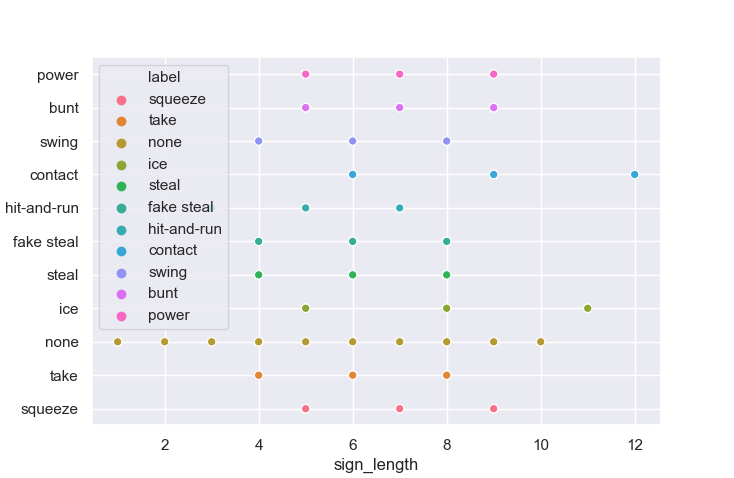 power
bunt
swing
contact
hit-and-run
fake steal
steal
ice
none
take
squeeze
label
squeeze
take
none
ice
steal
fake steal
hit-and-run
contact
swing
bunt
power
2 4 6 8 10 12
sign_length